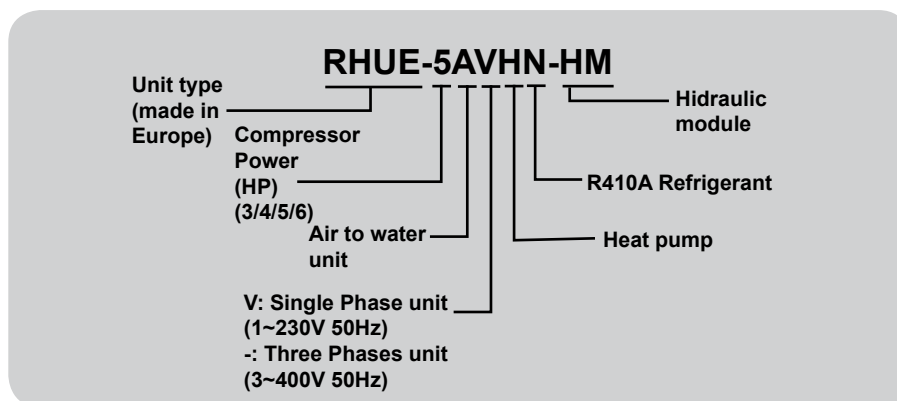 RHUE-5AVHN-HM
Unit type
(made in
Europe)
Hidraulic
module
Compressor
Power
(HP)
(3/4/5/6)
R410A Refrigerant
Air to water
unit
Heat pump
V: Single Phase unit
(1~230V 50Hz)
-: Three Phases unit
(3~400V 50Hz)